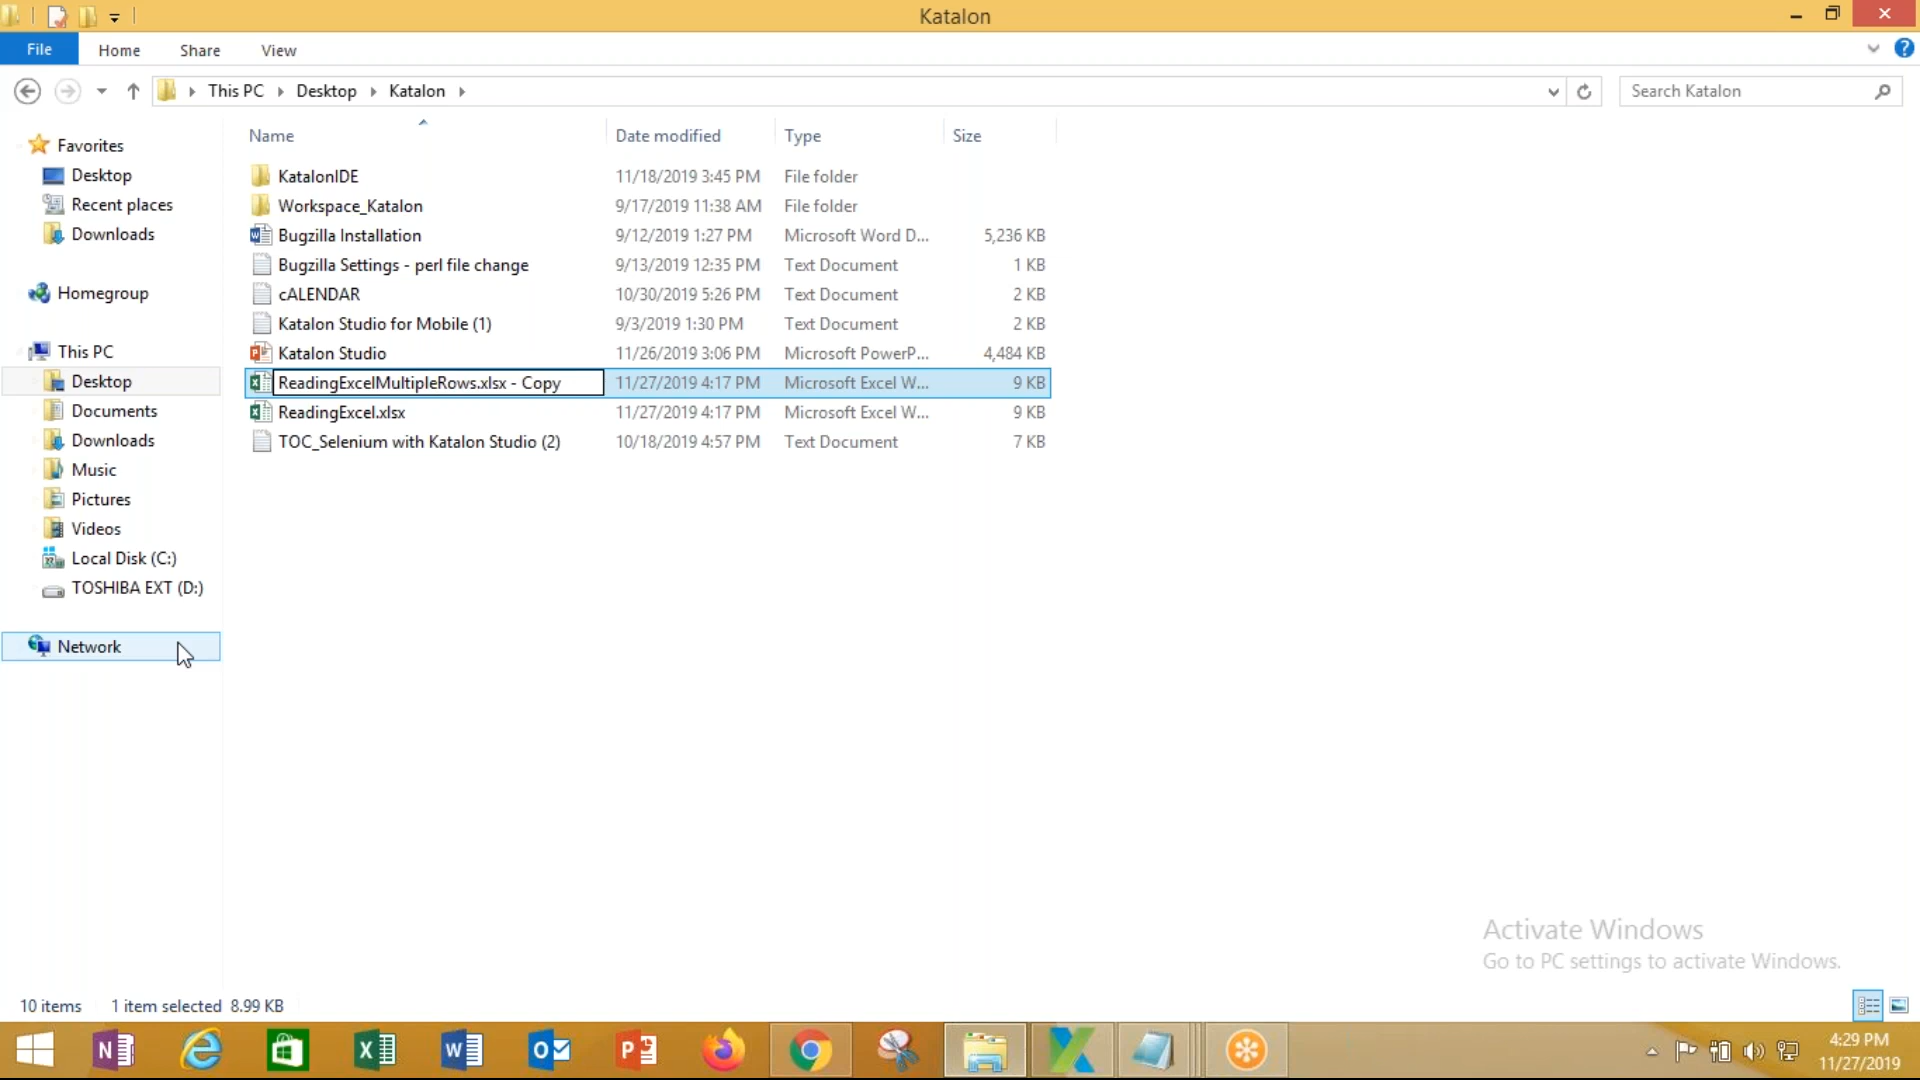 Katalon
File Home Share View
This PC Desktop Katalon Search Katalon
Name Date modified Type Size
Favorites
Desktop
Recent places
Downloads
Homegroup
This PC
Desktop
Documents
Downloads
Music
Pictures
Videos
Local Disk (C:)
TOSHIBA EXT (D:)
Network
KatalonIDE 11/18/2019 3:45 PM File folder
Workspace_Katalon 9/17/2019 11:38 AM File folder
Bugzilla Installation 9/12/2019 1:27 PM Microsoft Word D... 5,236 KB
Bugzilla Settings - perl file change 9/13/2019 12:35 PM Text Document 1 KB
cALENDAR 10/30/2019 5:26 PM Text Document 2 KB
Katalon Studio for Mobile (1) 9/3/2019 1:30 PM Text Document 2 KB
Katalon Studio 11/26/2019 3:06 PM Microsoft PowerP... 4,484 KB
ReadingExcelMultipleRows.xlsx - Copy 11/27/2019 4:17 PM Microsoft Excel W... 9 KB
ReadingExcel.xlsx 11/27/2019 4:17 PM Microsoft Excel W... 9 KB
TOC_Selenium with Katalon Studio (2) 10/18/2019 4:57 PM Text Document 7 KB
Activate Windows
Go to PC settings to activate Windows.
10 items 1 item selected 8.99 KB
4:29 PM
11/27/2019